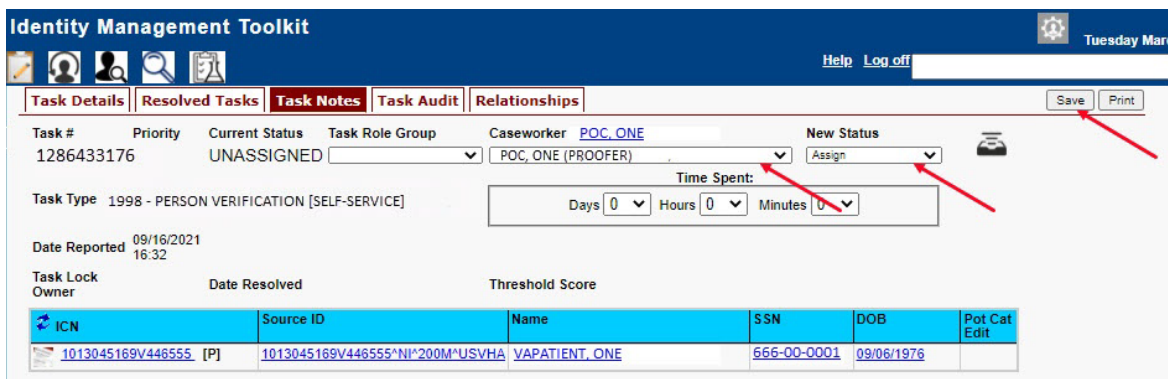 Identity Management Toolkit
Tuesday Mar
Help Log off
Task Details Resolved Tasks Task Notes Task Audit Relationships Save Print
Task # Priority Current Status Task Role Group Caseworker POC, ONE New Status
1286433176 UNASSIGNED POC, ONE (PROOFER) Assign
Time Spent:
Task Type 1998 - PERSON VERIFICATION [SELF-SERVICE] Days 0 Hours 0 Minutes 0
Date Reported 09/16/2021
16:32
Task Lock
Owner Date Resolved Threshold Score
ICN Source ID Name SSN DOB Pot Cat
Edit
1013045169V446555 [P] 1013045169V446555^NI^200M^USVHA VAPATIENT, ONE 666-00-0001 09/06/1976